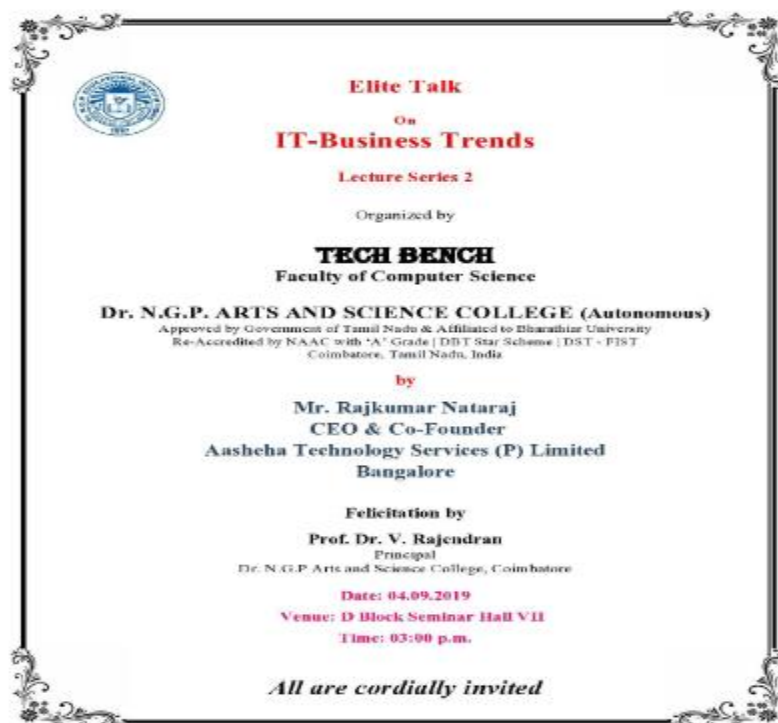 Elite Talk
On
IT-Business Trends
Lecture Series 2
Organized by
TECH BENCH
Faculty of Computer Science
Dr. N.G.P. ARTS AND SCIENCE COLLEGE (Autonomous)
Approved by Government of Tamil Nadu & Affiliated to Bharathiar University
Re-Accredited by NAAC with 'A' Grade | DBT Star Scheme | DST - FIST
Coimbatore, Tamil Nadu, India
by
Mr. Rajkumar Nataraj
CEO & Co-Founder
Aasheha Technology Services (P) Limited
Bangalore
Felicitation by
Prof. Dr. V. Rajendran
Principal
Dr. N.G.P Arts and Science College, Coimbatore
Date: 04.09.2019
Venue: D Block Seminar Hall VII
Time: 03:00 p.m.
All are cordially invited